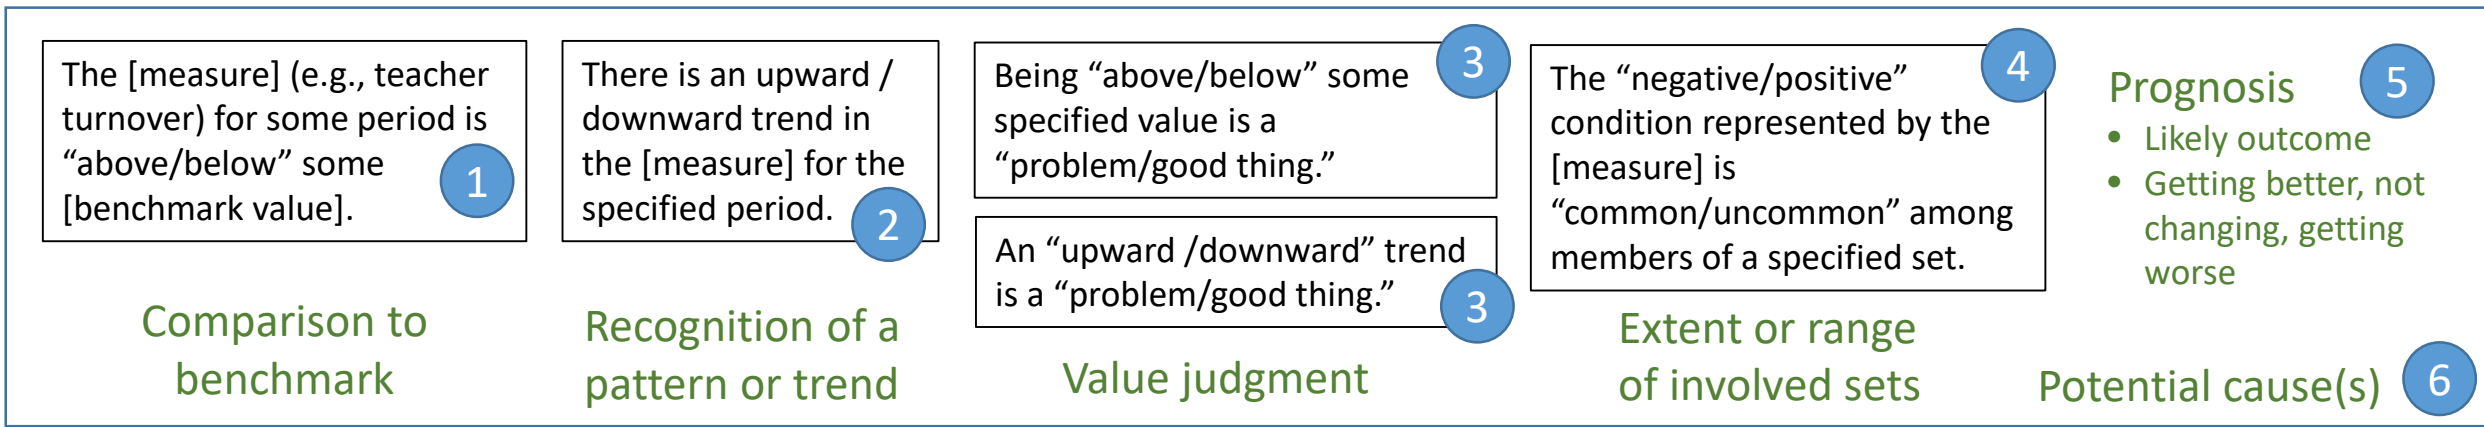 The [measure] (e.g., teacher
turnover) for some period is
“above/below” some
[benchmark value].
1
Comparison to
benchmark
There is an upward /
downward trend in
the [measure] for the
specified period.
2
Recognition of a
pattern or trend
Being “above/below” some
specified value is a
“problem/good thing.”
3
An “upward /downward” trend
is a “problem/good thing.”
3
Value judgment
The “negative/positive”
condition represented by the
[measure] is
“common/uncommon” among
members of a specified set.
4
Extent or range
of involved sets
Prognosis
5
• Likely outcome
• Getting better, not
changing, getting
worse
Potential cause(s)
6